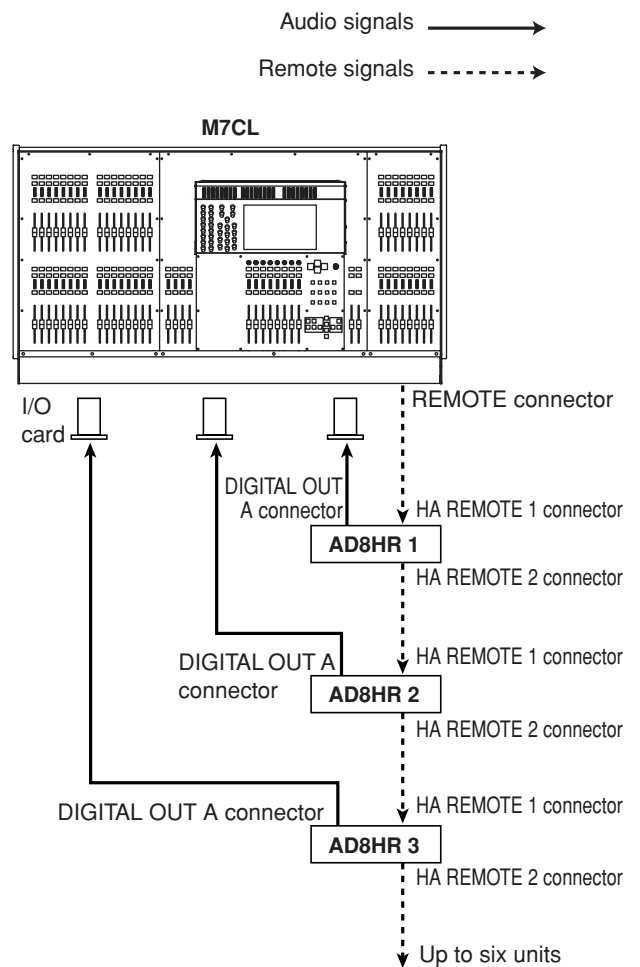 Audio signals
Remote signals
M7CL
I/O
card
REMOTE connector
DIGITAL OUT
A connector
HA REMOTE 1 connector
AD8HR 1
HA REMOTE 2 connector
DIGITAL OUT A
connector
HA REMOTE 1 connector
AD8HR 2
HA REMOTE 2 connector
DIGITAL OUT A connector
HA REMOTE 1 connector
AD8HR 3
HA REMOTE 2 connector
Up to six units